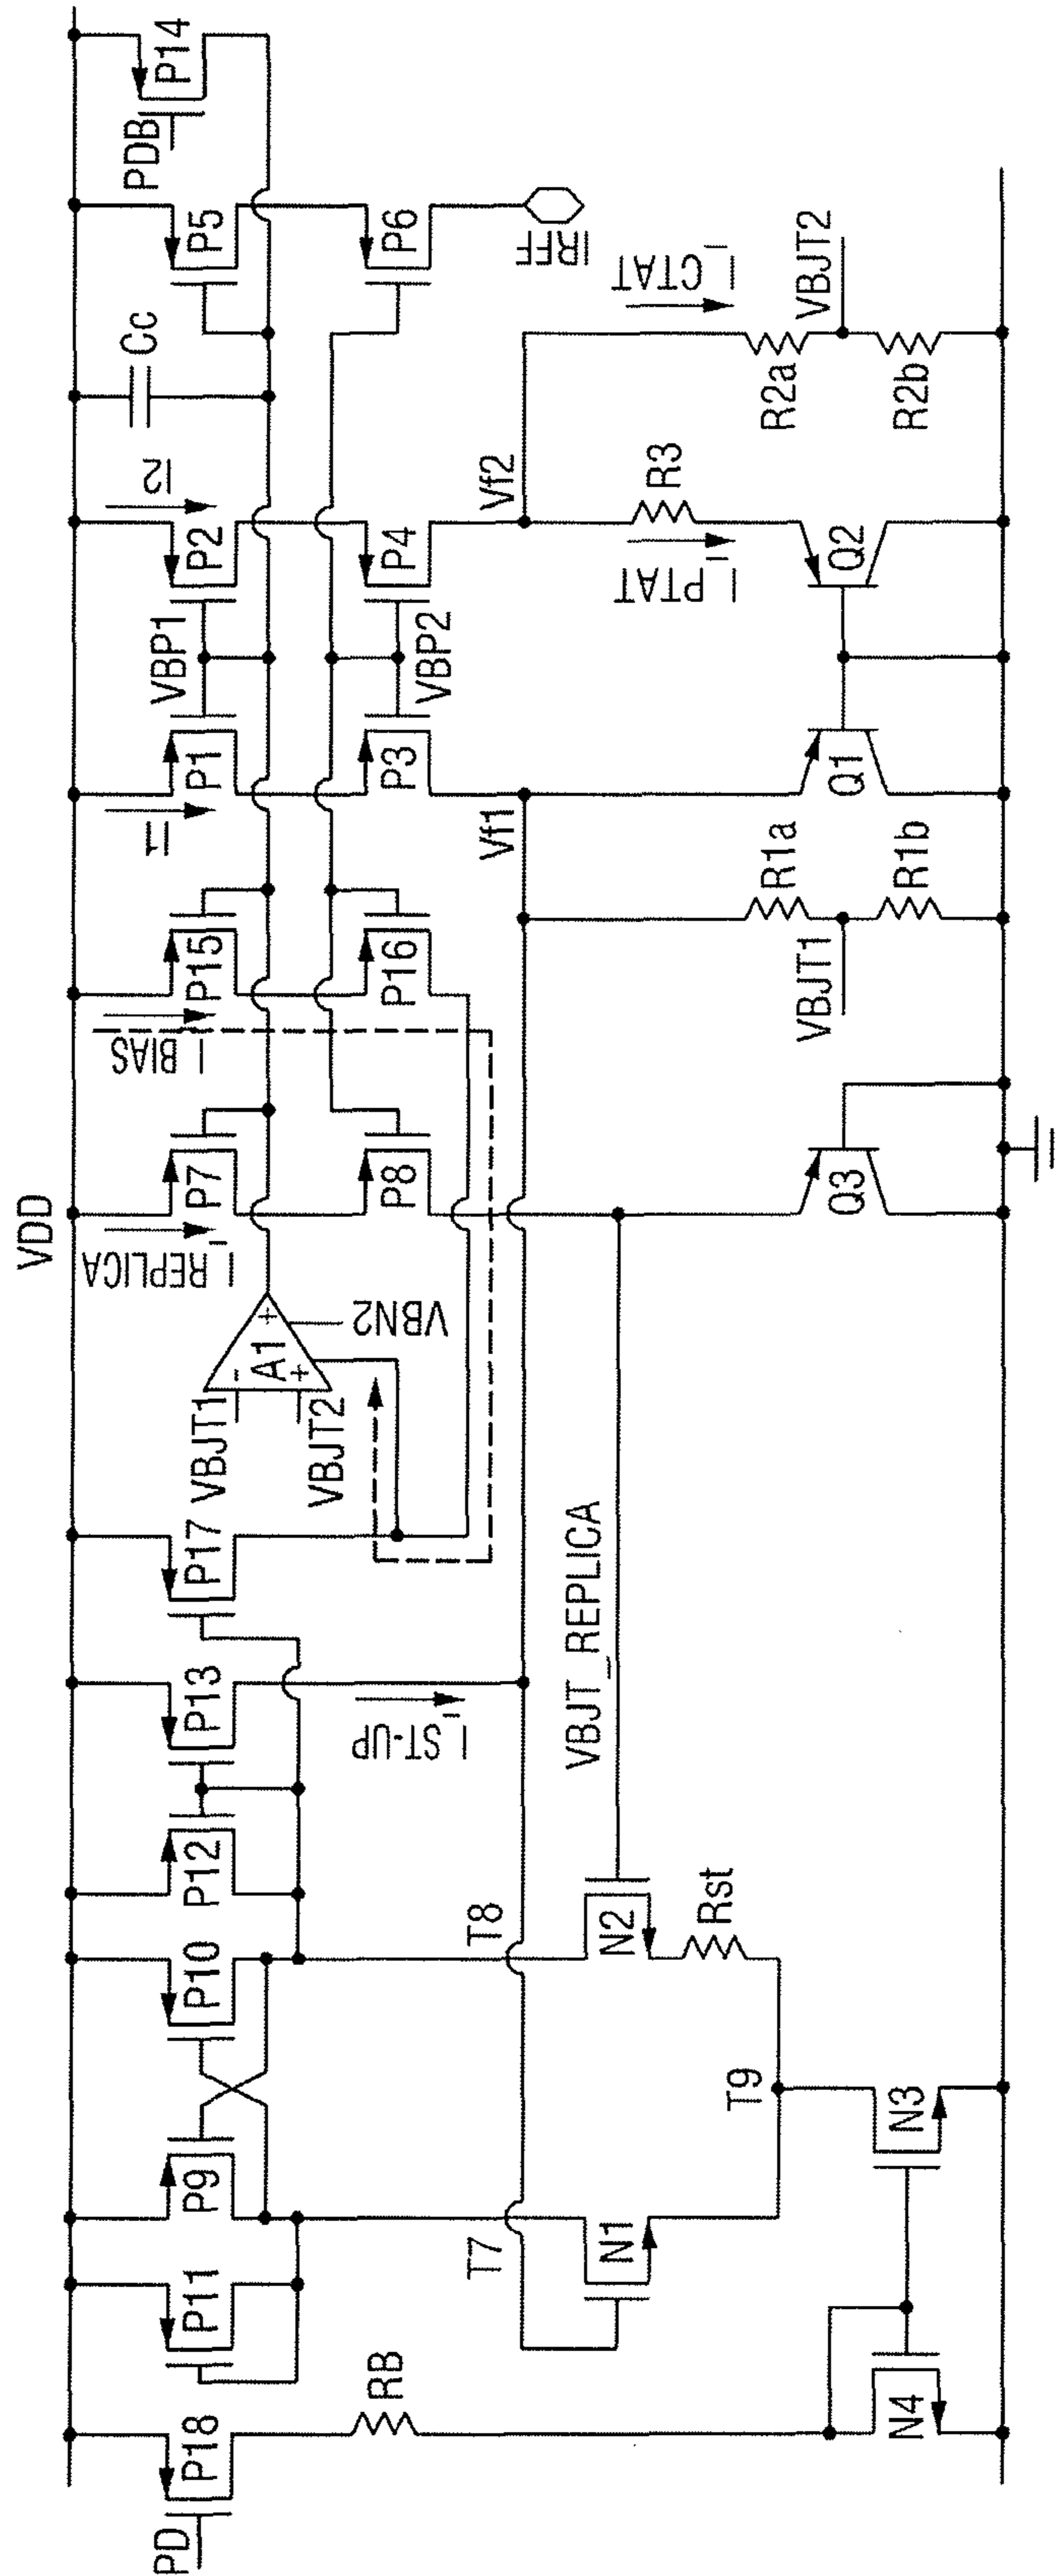 VDD
PD
P18
P11
P9
P10
P12
P13
P17
VBJT1
VBJT2
A1
-
+
+
VBN2
I_REPLICA
P7
P8
I_BIAS
P15
P16
I1
P1
P3
VBP1
VBP2
I2
P2
P4
Cc
P5
P6
PDB
P14
IREF
I_ST-UP
RB
T7
T8
N1
N2
Rst
T9
N3
N4
VBJT_REPLICA
Q3
Vf1
VBJT1
R1a
R1b
Q1
Q2
Vf2
I_PTAT
R3
I_CTAT
R2a
R2b
VBJT2